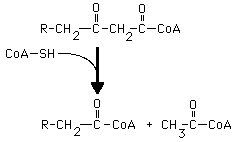 O O
R—CH2—C—CH2—C—CoA
CoA—SH
O O
R—CH2—C—CoA + CH3—C—CoA